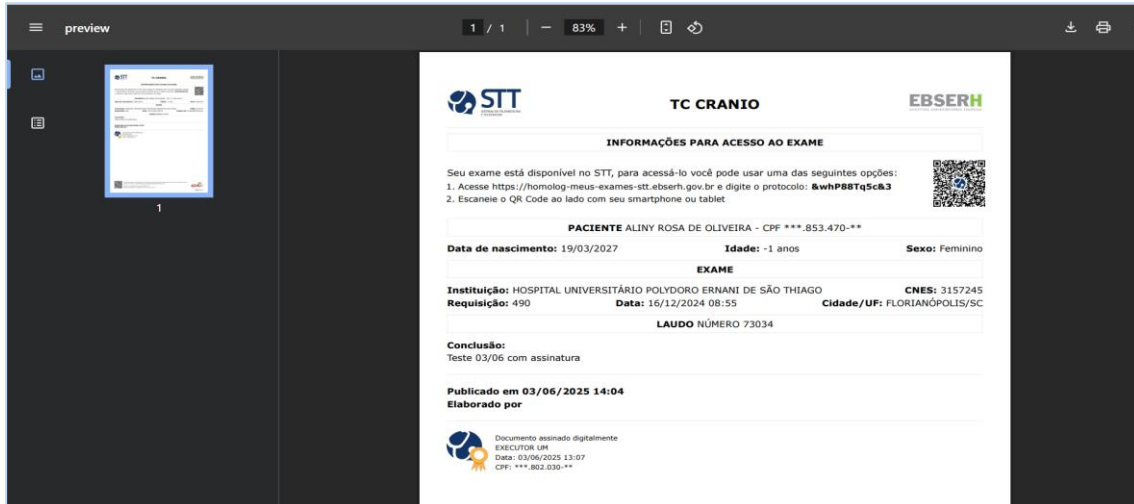 preview
1 / 1
83%
1
STT
TC CRANIO
EBSERH
INFORMAÇÕES PARA ACESSO AO EXAME
Seu exame está disponível no STT, para acessá-lo você pode usar uma das seguintes opções:
1. Acesse https://homolog-meus-exames-stt.ebserh.gov.br e digite o protocolo: &whP88Tq5c&3
2. Escaneie o QR Code ao lado com seu smartphone ou tablet
PACIENTE ALINY ROSA DE OLIVEIRA - CPF ***.853.470-**
Data de nascimento: 19/03/2027 Idade: -1 anos Sexo: Feminino
EXAME
Instituição: HOSPITAL UNIVERSITÁRIO POLYDORO ERNANI DE SÃO THIAGO CNES: 3157245
Requisição: 490 Data: 16/12/2024 08:55 Cidade/UF: FLORIANÓPOLIS/SC
LAUDO NÚMERO 73034
Conclusão:
Teste 03/06 com assinatura
Publicado em 03/06/2025 14:04
Elaborado por
Documento assinado digitalmente
EXECUTOR UM
Data: 03/06/2025 13:07
CPF: ***.802.030-**